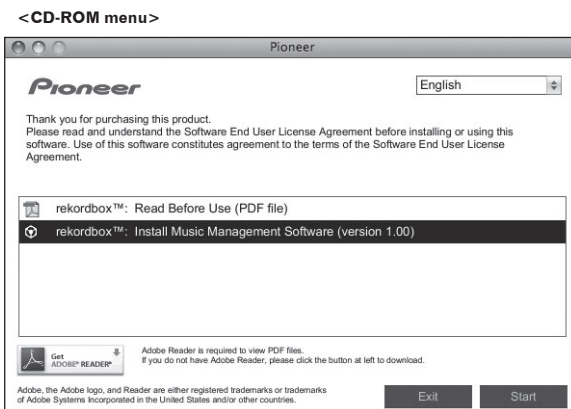 <CD-ROM menu>
Pioneer
Pioneer
English
Thank you for purchasing this product.
Please read and understand the Software End User License Agreement before installing or using this
software. Use of this software constitutes agreement to the terms of the Software End User License
Agreement.
rekordbox™: Read Before Use (PDF file)
rekordbox™: Install Music Management Software (version 1.00)
Get
ADOBE® READER®
Adobe Reader is required to view PDF files.
If you do not have Adobe Reader, please click the button at left to download.
Adobe, the Adobe logo, and Reader are either registered trademarks or trademarks
of Adobe Systems Incorporated in the United States and/or other countries.
Exit
Start